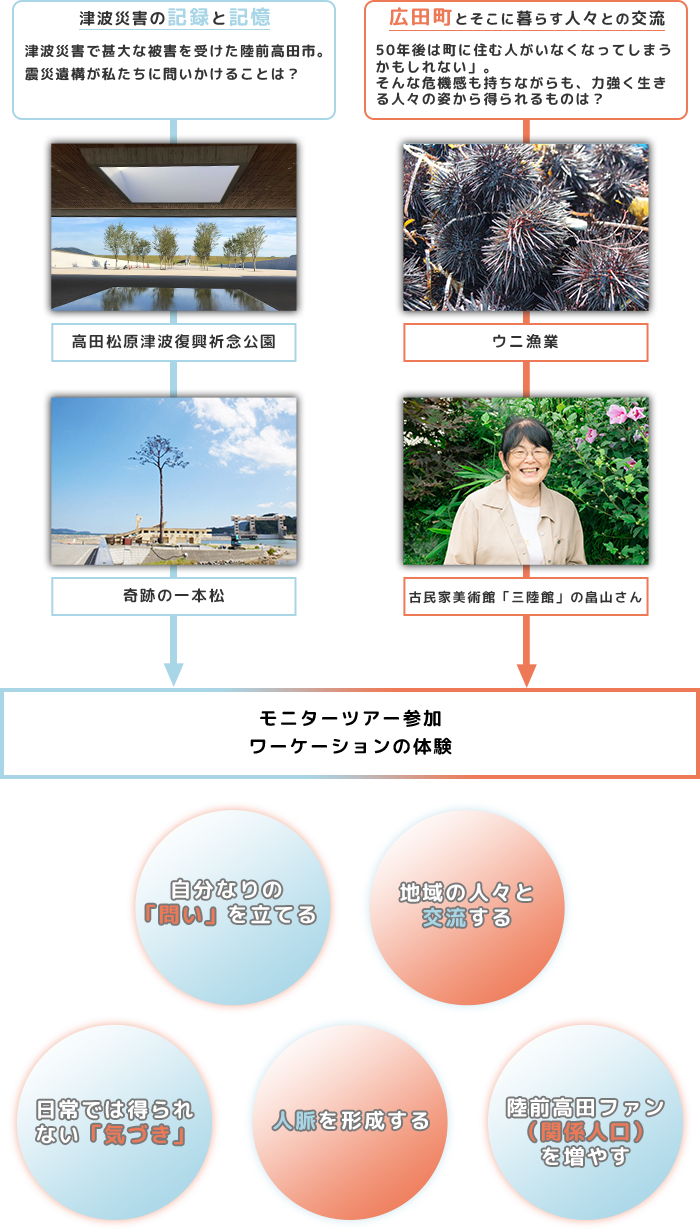 津波災害の記録と記憶
津波災害で甚大な被害を受けた陸前高田市。
震災遺構が私たちに問いかけることは？
高田松原津波復興祈念公園
奇跡の一本松
広田町とそこに暮らす人々との交流
50年後は町に住む人がいなくなってしまう
かもしれない」。
そんな危機感も持ちながらも、力強く生き
る人々の姿から得られるものは？
ウニ漁業
古民家美術館「三陸館」の畠山さん
モニターツアー参加
ワーケーションの体験
自分なりの
「問い」を立てる
地域の人々と
交流する
日常では得られ
ない「気づき」
人脈を形成する
陸前高田ファン
（関係人口）
を増やす